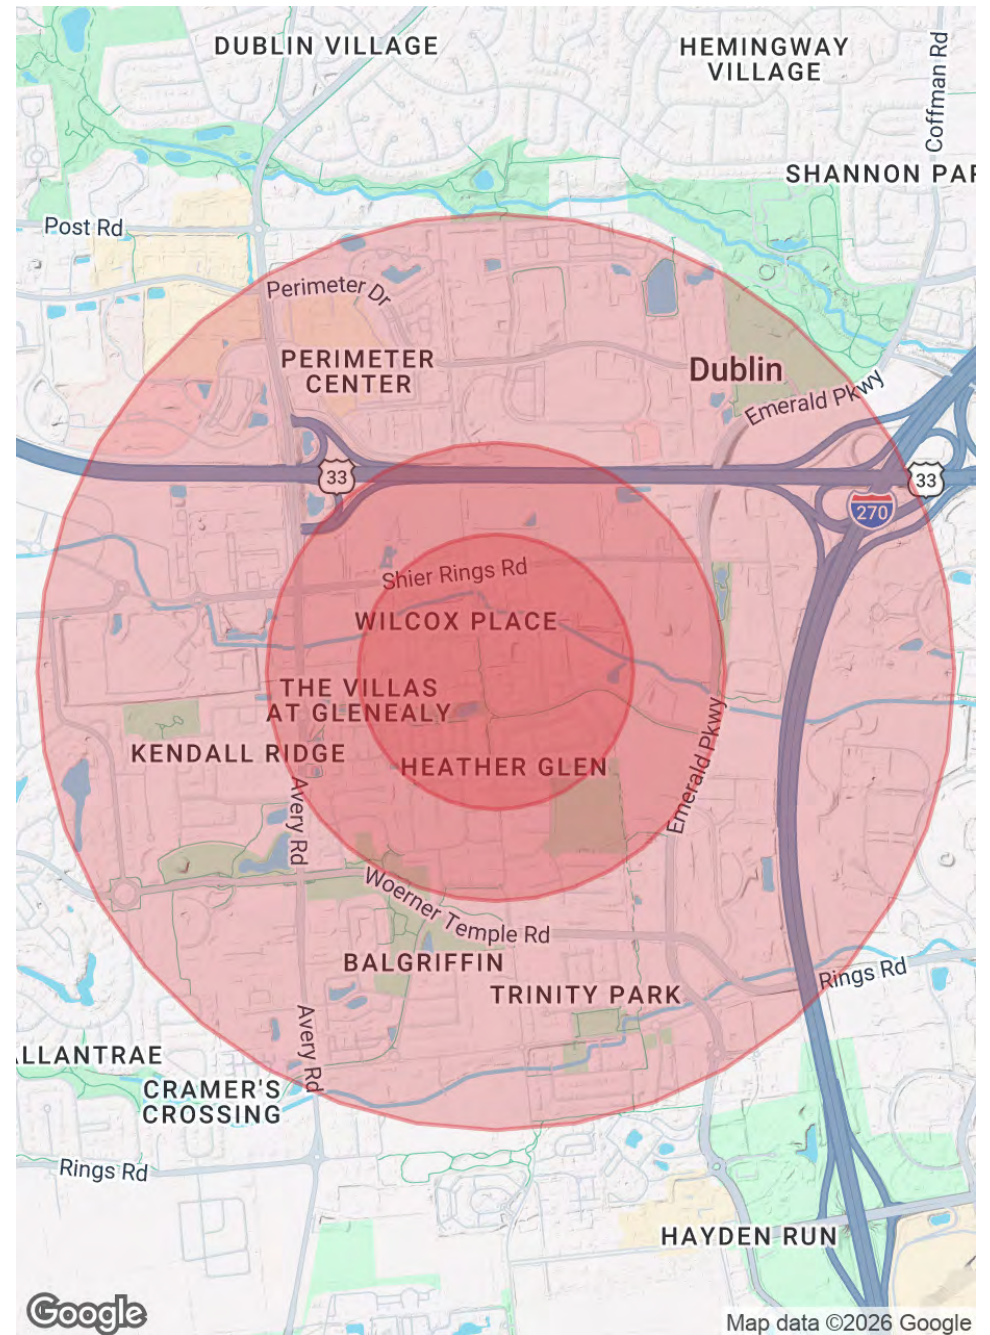 DUBLIN VILLAGE
HEMINGWAY
VILLAGE
Coffman Rd
SHANNON PAR
Post Rd
Perimeter Dr
PERIMETER
CENTER
Dublin
Emerald Pkwy
33
33
270
Shier Rings Rd
WILCOX PLACE
THE VILLAS
AT GLENEALY
KENDALL RIDGE
HEATHER GLEN
Emerald Pkwy
Avery Rd
Woerner Temple Rd
BALGRIFFIN
Rings Rd
TRINITY PARK
Avery Rd
ALLANTRAE
CRAMER'S
CROSSING
Rings Rd
HAYDEN RUN
Google
Map data ©2026 Google